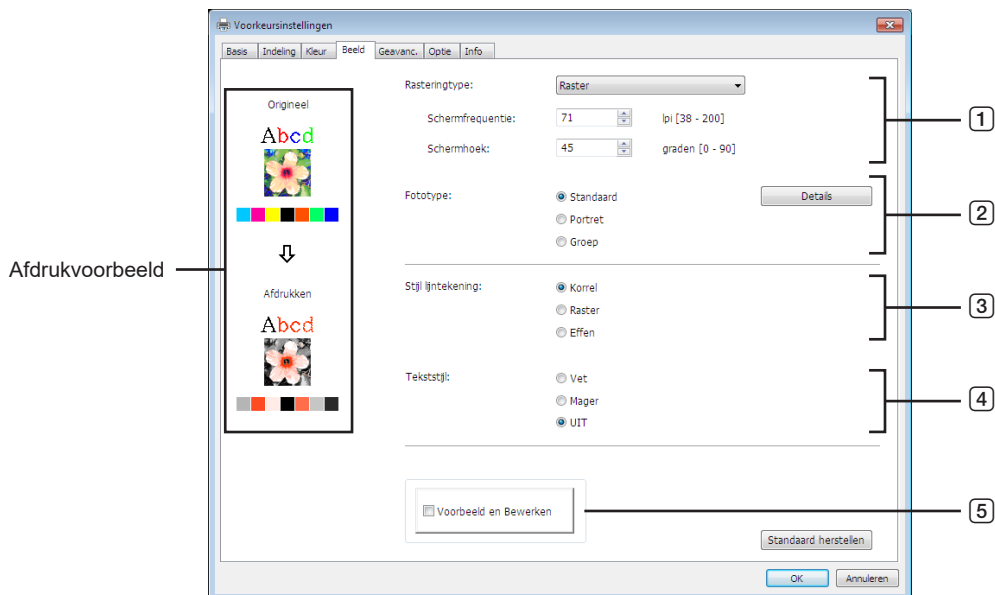 Voorkeursinstellingen
Basis Indeling Kleur Beeld Geavanc. Optie Info
Afdrukvoorbeeld
Origineel
Abcd
Afdrukken
Abcd
Rasteringtype: Raster
Schermfrequentie: 71 lpi [38 - 200]
Schermhoek: 45 graden [0 - 90]
1
Fototype: Standaard Details
Portret
Groep
2
Stijl lijntekening: Korrel
Raster
Effen
3
Tekststijl: Vet
Mager
UIT
4
Voorbeeld en Bewerken
5
Standaard herstellen
OK Annuleren